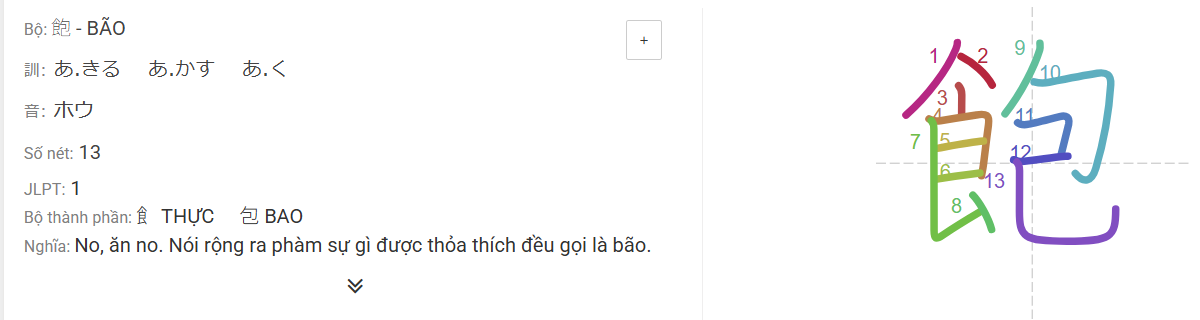 Bộ: 飽 - BÃO
+
訓: あ.きる あ.かす あ.く
音: ホウ
Số nét: 13
JLPT: 1
Bộ thành phần: 飠 THỰC 包 BAO
Nghĩa: No, ăn no. Nói rộng ra phàm sự gì được thỏa thích đều gọi là bão.
飽
1 2 3 4 5 6 7 8 9 10 11 12 13